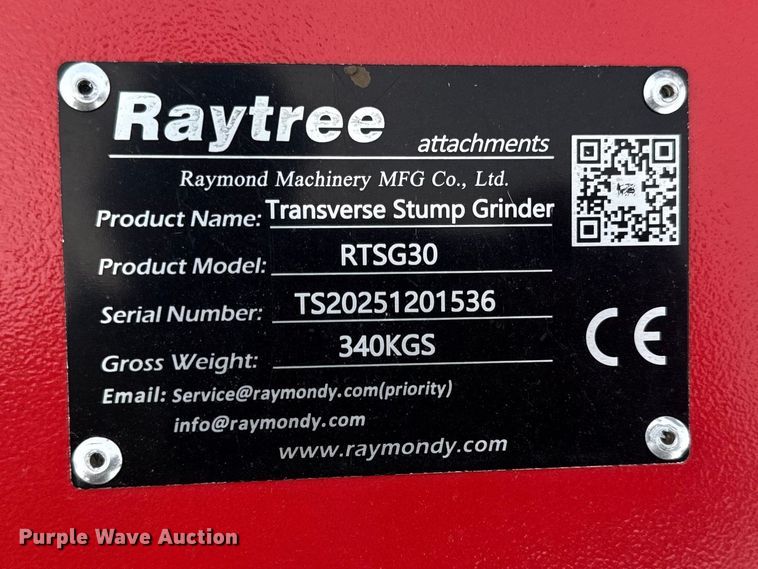 Raytree attachments
Raymond Machinery MFG Co., Ltd.
Product Name: Transverse Stump Grinder
Product Model: RTSG30
Serial Number: TS20251201536
Gross Weight: 340KGS
Email: Service@raymondy.com(priority)
info@raymondy.com
www.raymondy.com
CE
Purple Wave Auction